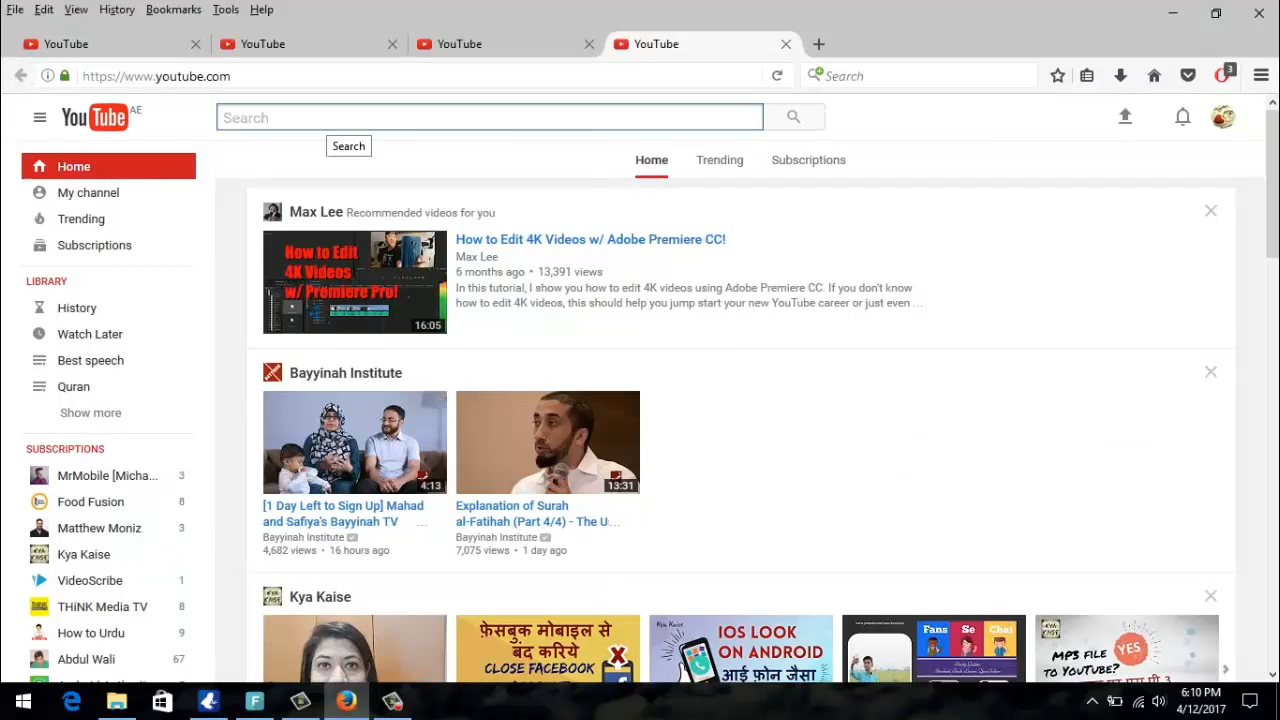 File Edit View History Bookmarks Tools Help
YouTube YouTube YouTube YouTube
https://www.youtube.com
Search
3
YouTube AE
Search
Search
Home Trending Subscriptions
Home
My channel
Trending
Subscriptions
LIBRARY
History
Watch Later
Best speech
Quran
Show more
SUBSCRIPTIONS
MrMobile [Micha... 3
Food Fusion 8
Matthew Moniz 3
Kya Kaise
VideoScribe 1
THiNK Media TV 8
How to Urdu 9
Abdul Wali 67
Max Lee Recommended videos for you
How to Edit
4K Videos
w/ Premiere Pro!
16:05
How to Edit 4K Videos w/ Adobe Premiere CC!
Max Lee
6 months ago • 13,391 views
In this tutorial, I show you how to edit 4K videos using Adobe Premiere CC. If you don't know
how to edit 4K videos, this should help you jump start your new YouTube career or just even ...
Bayyinah Institute
4:13
[1 Day Left to Sign Up] Mahad
and Safiya's Bayyinah TV ...
Bayyinah Institute
4,682 views • 16 hours ago
13:31
Explanation of Surah
al-Fatihah (Part 4/4) - The U...
Bayyinah Institute
7,075 views • 1 day ago
Kya Kaise
फ़ेसबुक मोबाइल से
बंद करिये
CLOSE FACEBOOK
Kya Kaise
IOS LOOK
ON ANDROID
आई फ़ोन जैसा
Fans Se Chat
KYA KAISE
MP3 FILE
TO YOUTUBE?
YES
6:10 PM
4/12/2017